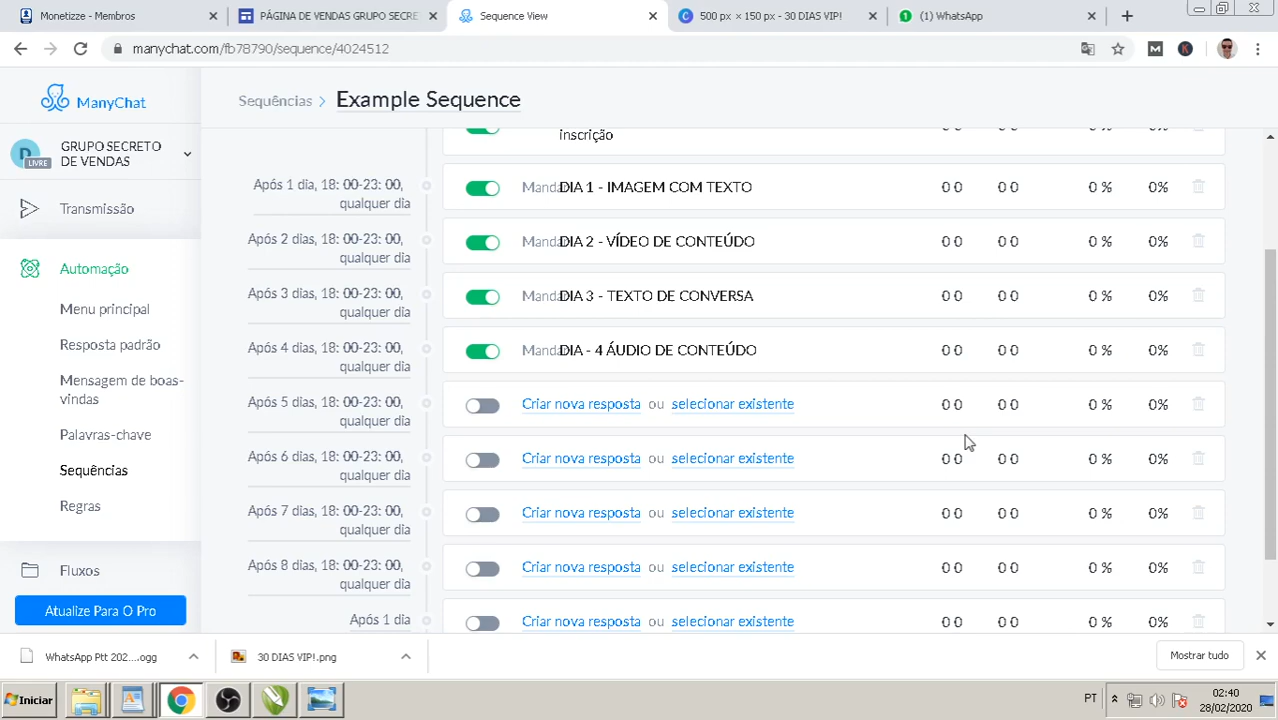 Monetizze - Membros
PÁGINA DE VENDAS GRUPO SECRE
Sequence View
500 px × 150 px - 30 DIAS VIP!
(1) WhatsApp
manychat.com/fb78790/sequence/4024512
ManyChat
Sequências
Example Sequence
GRUPO SECRETO
DE VENDAS
LIVRE
Transmissão
Automação
Menu principal
Resposta padrão
Mensagem de boas-
vindas
Palavras-chave
Sequências
Regras
Fluxos
Atualize Para O Pro
inscrição
0 0 0 0 0 % 0%
Após 1 dia, 18: 00-23: 00,
qualquer dia
Manda DIA 1 - IMAGEM COM TEXTO 0 0 0 0 0 % 0%
Após 2 dias, 18: 00-23: 00,
qualquer dia
Manda DIA 2 - VÍDEO DE CONTEÚDO 0 0 0 0 0 % 0%
Após 3 dias, 18: 00-23: 00,
qualquer dia
Manda DIA 3 - TEXTO DE CONVERSA 0 0 0 0 0 % 0%
Após 4 dias, 18: 00-23: 00,
qualquer dia
Manda DIA - 4 ÁUDIO DE CONTEÚDO 0 0 0 0 0 % 0%
Após 5 dias, 18: 00-23: 00,
qualquer dia
Criar nova resposta ou selecionar existente 0 0 0 0 0 % 0%
Após 6 dias, 18: 00-23: 00,
qualquer dia
Criar nova resposta ou selecionar existente 0 0 0 0 0 % 0%
Após 7 dias, 18: 00-23: 00,
qualquer dia
Criar nova resposta ou selecionar existente 0 0 0 0 0 % 0%
Após 8 dias, 18: 00-23: 00,
qualquer dia
Criar nova resposta ou selecionar existente 0 0 0 0 0 % 0%
Após 1 dia
Criar nova resposta ou selecionar existente 0 0 0 0 0 % 0%
WhatsApp Ptt 202....ogg
30 DIAS VIP!.png
Mostrar tudo
Iniciar
PT
02:40
28/02/2020